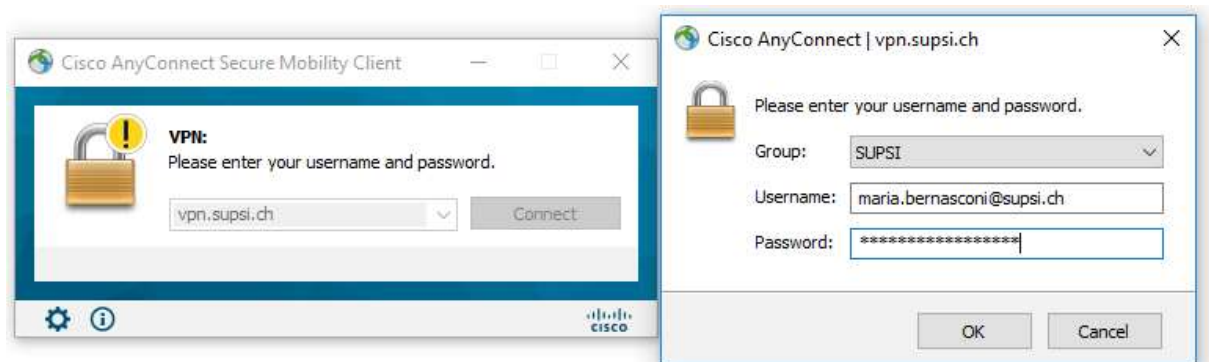 Cisco AnyConnect Secure Mobility Client
VPN:
Please enter your username and password.
vpn.supsi.ch
Connect
cisco
Cisco AnyConnect | vpn.supsi.ch
Please enter your username and password.
Group: SUPSI
Username: maria.bernasconi@supsi.ch
Password: *****************
OK Cancel